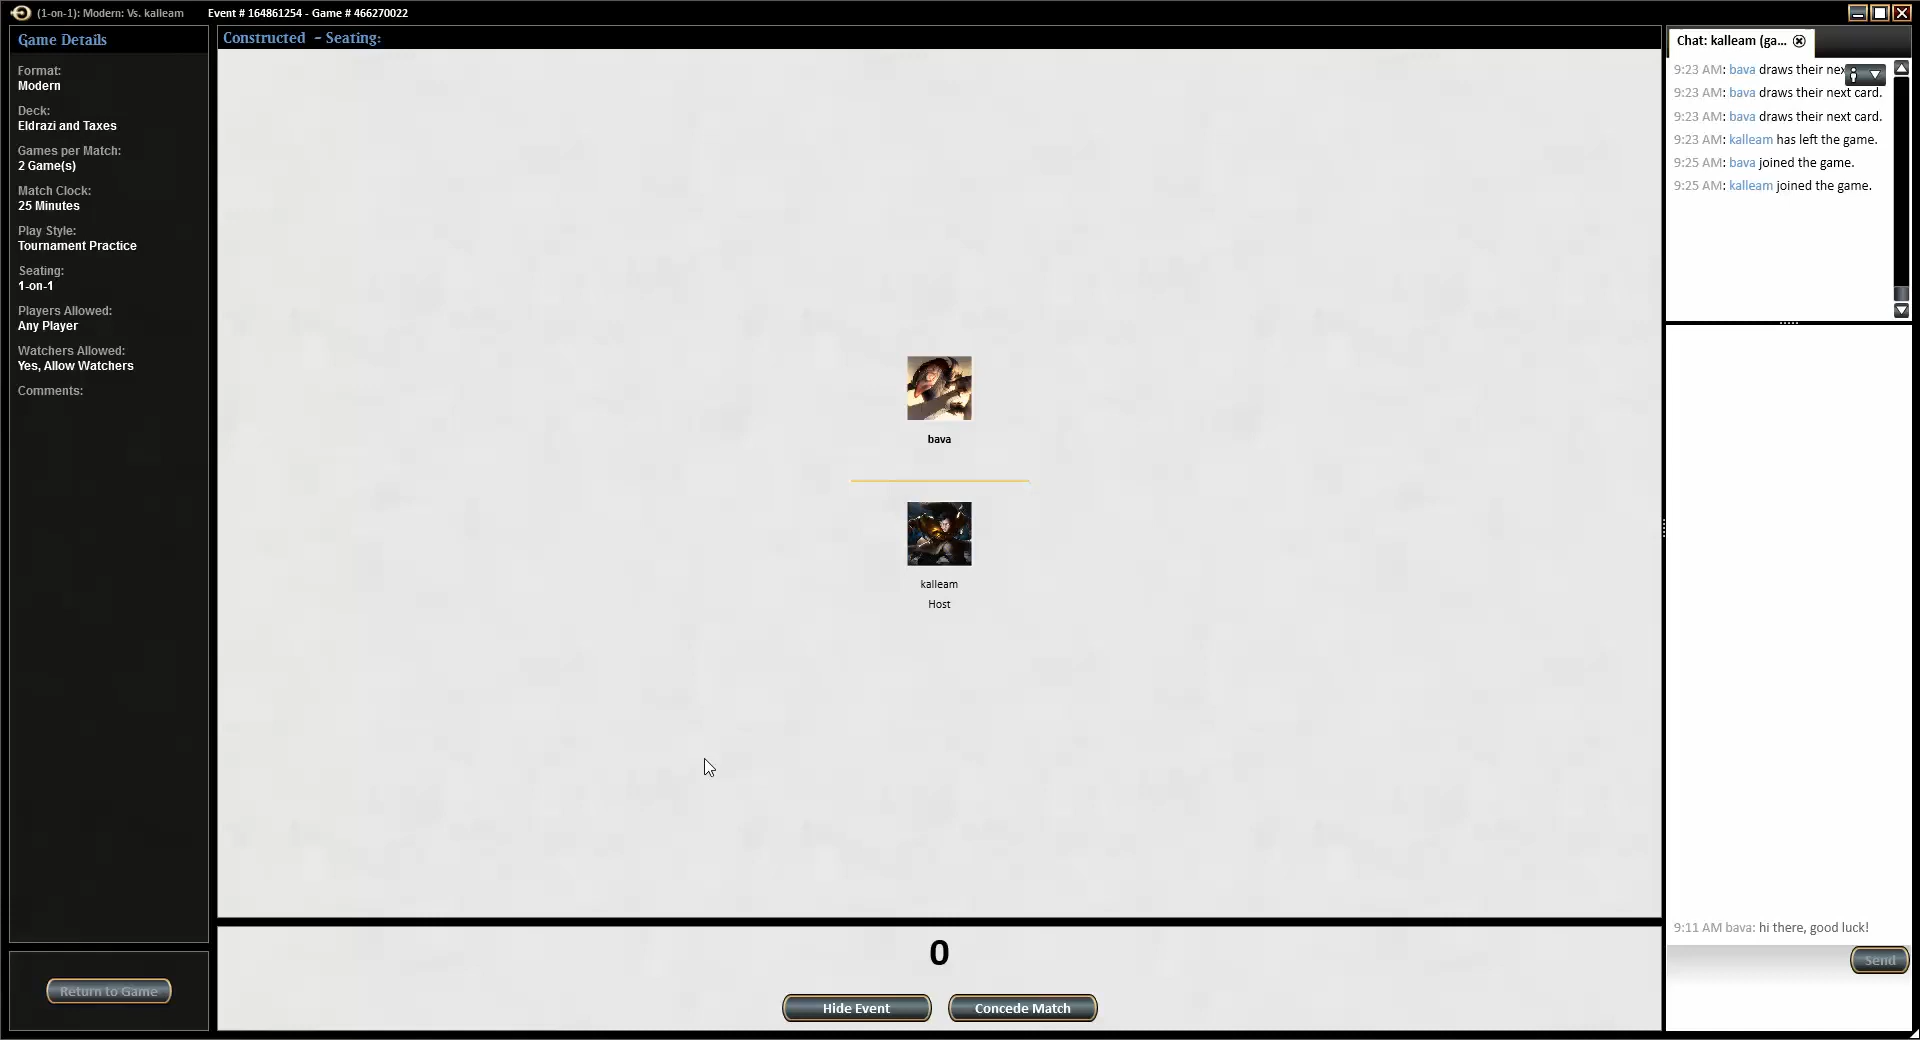 (1-on-1): Modern: Vs. kalleam Event # 164861254 - Game # 466270022
Game Details
Format:
Modern
Deck:
Eldrazi and Taxes
Games per Match:
2 Game(s)
Match Clock:
25 Minutes
Play Style:
Tournament Practice
Seating:
1-on-1
Players Allowed:
Any Player
Watchers Allowed:
Yes, Allow Watchers
Comments:
Return to Game
Constructed - Seating:
bava
kalleam
Host
0
Hide Event
Concede Match
Chat: kalleam (ga...
9:23 AM: bava draws their nex
9:23 AM: bava draws their next card.
9:23 AM: bava draws their next card.
9:23 AM: kalleam has left the game.
9:25 AM: bava joined the game.
9:25 AM: kalleam joined the game.
9:11 AM bava: hi there, good luck!
Send